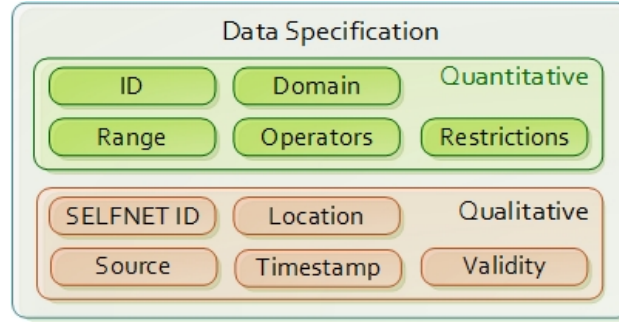 Data Specification
ID Domain Quantitative
Range Operators Restrictions
SELFNET ID Location Qualitative
Source Timestamp Validity